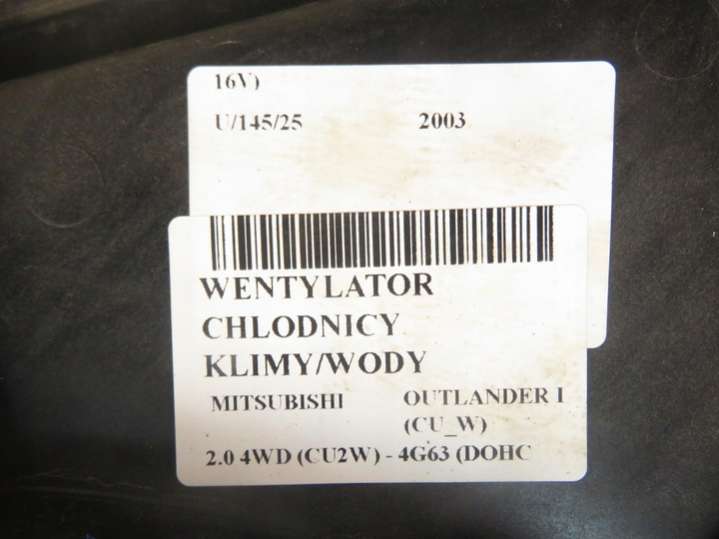 16V)
U/145/25 2003
WENTYLATOR
CHLODNICY
KLIMY/WODY
MITSUBISHI OUTLANDER I
(CU_W)
2.0 4WD (CU2W) - 4G63 (DOHC